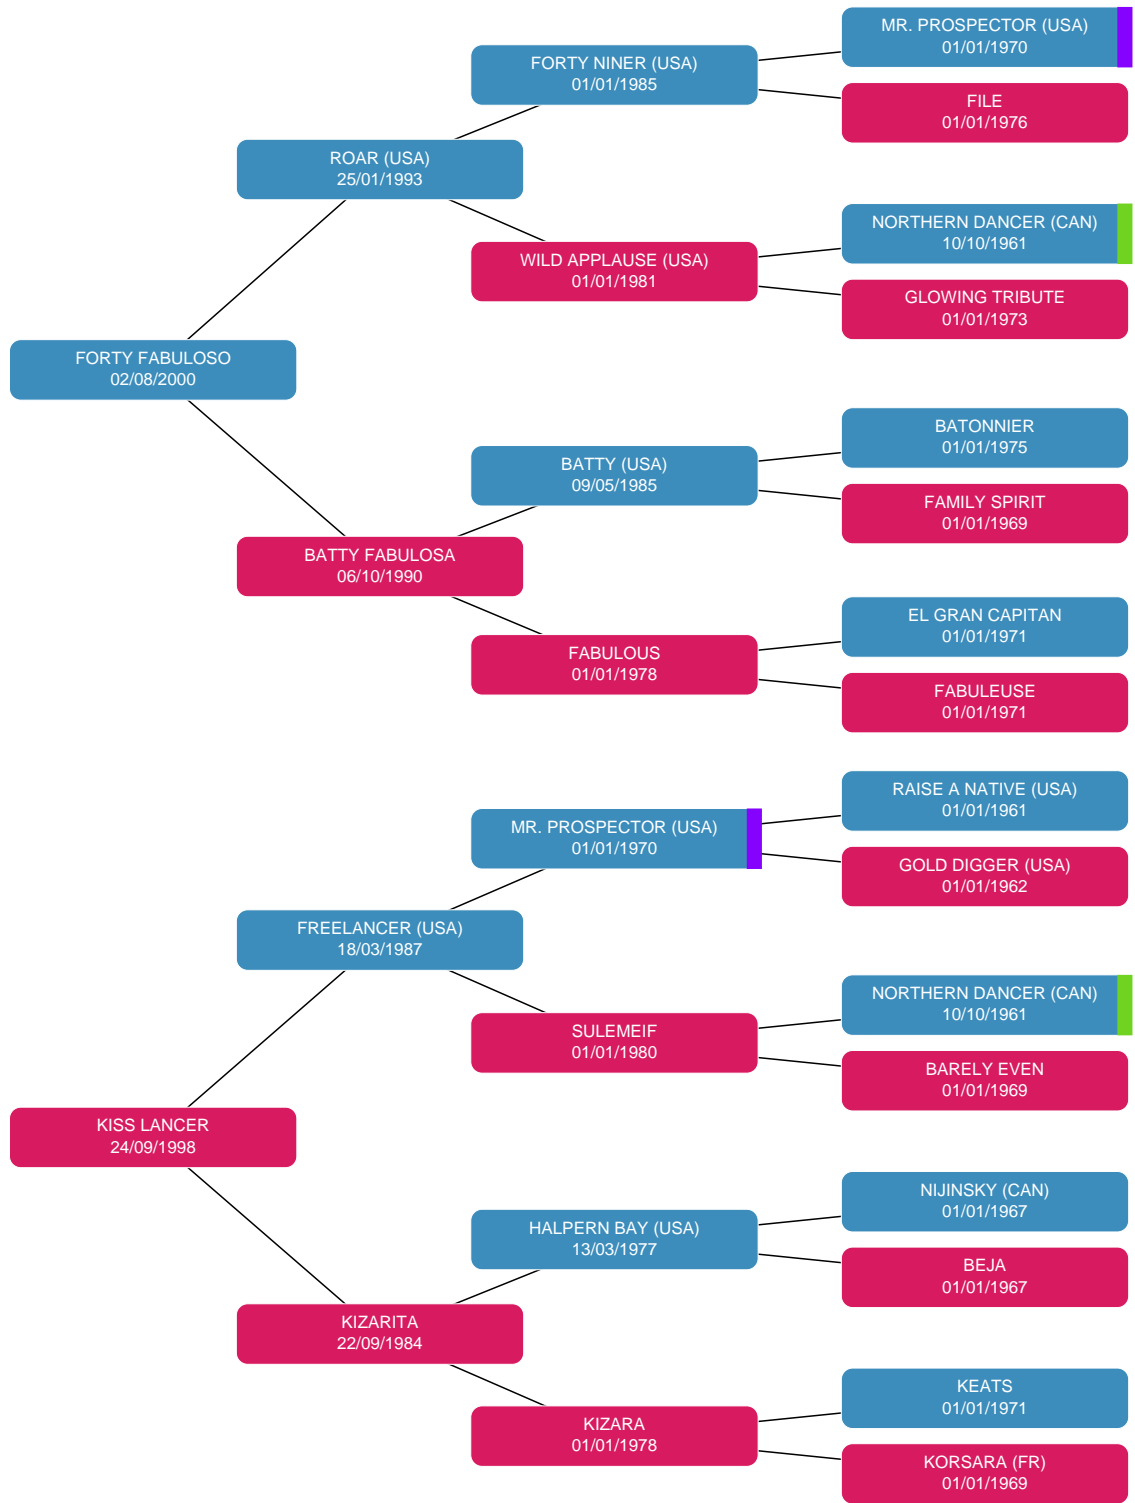 MR. PROSPECTOR (USA)
01/01/1970
FORTY NINER (USA)
01/01/1985
FILE
01/01/1976
ROAR (USA)
25/01/1993
NORTHERN DANCER (CAN)
10/10/1961
WILD APPLAUSE (USA)
01/01/1981
GLOWING TRIBUTE
01/01/1973
FORTY FABULOSO
02/08/2000
BATONNIER
01/01/1975
BATTY (USA)
09/05/1985
FAMILY SPIRIT
01/01/1969
BATTY FABULOSA
06/10/1990
EL GRAN CAPITAN
01/01/1971
FABULOUS
01/01/1978
FABULEUSE
01/01/1971
RAISE A NATIVE (USA)
01/01/1961
MR. PROSPECTOR (USA)
01/01/1970
GOLD DIGGER (USA)
01/01/1962
FREELANCER (USA)
18/03/1987
NORTHERN DANCER (CAN)
10/10/1961
SULEMEIF
01/01/1980
BARELY EVEN
01/01/1969
KISS LANCER
24/09/1998
NIJINSKY (CAN)
01/01/1967
HALPERN BAY (USA)
13/03/1977
BEJA
01/01/1967
KIZARITA
22/09/1984
KEATS
01/01/1971
KIZARA
01/01/1978
KORSARA (FR)
01/01/1969